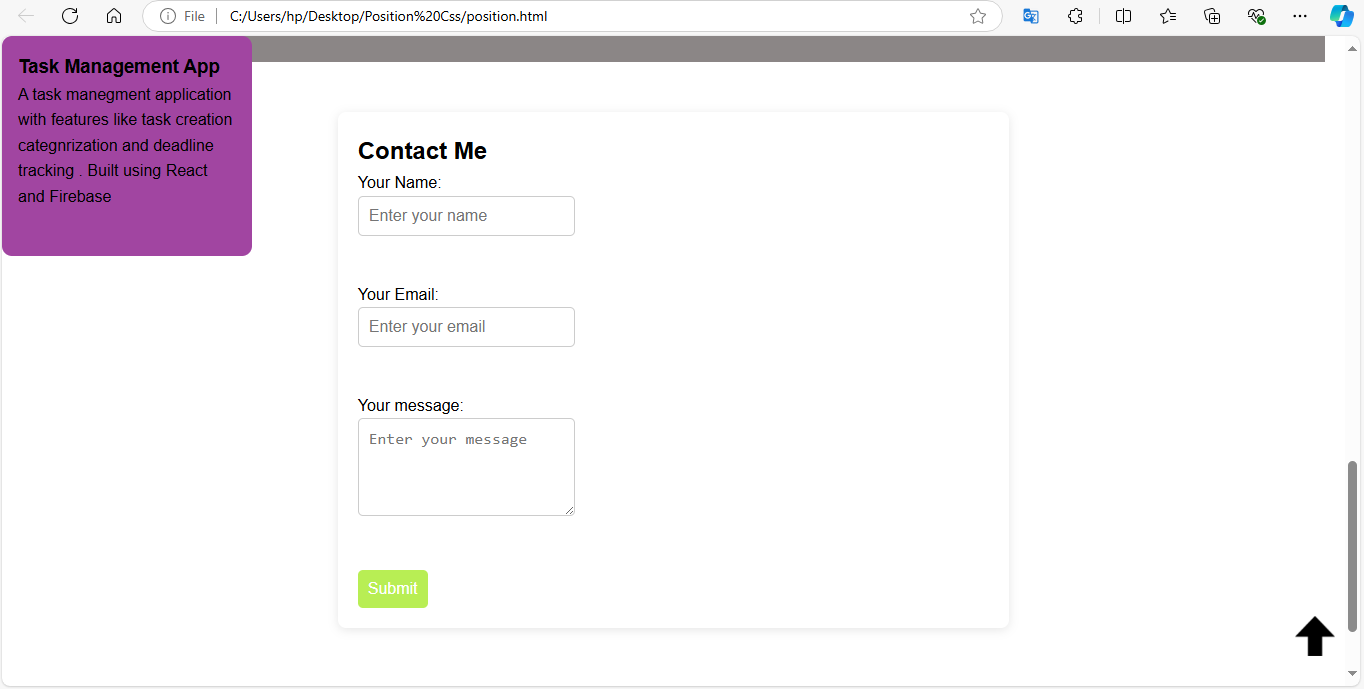 File
C:/Users/hp/Desktop/Position%20Css/position.html
Task Management App
A task manegment application
with features like task creation
categnrization and deadline
tracking . Built using React
and Firebase
Contact Me
Your Name:
Enter your name
Your Email:
Enter your email
Your message:
Enter your message
Submit